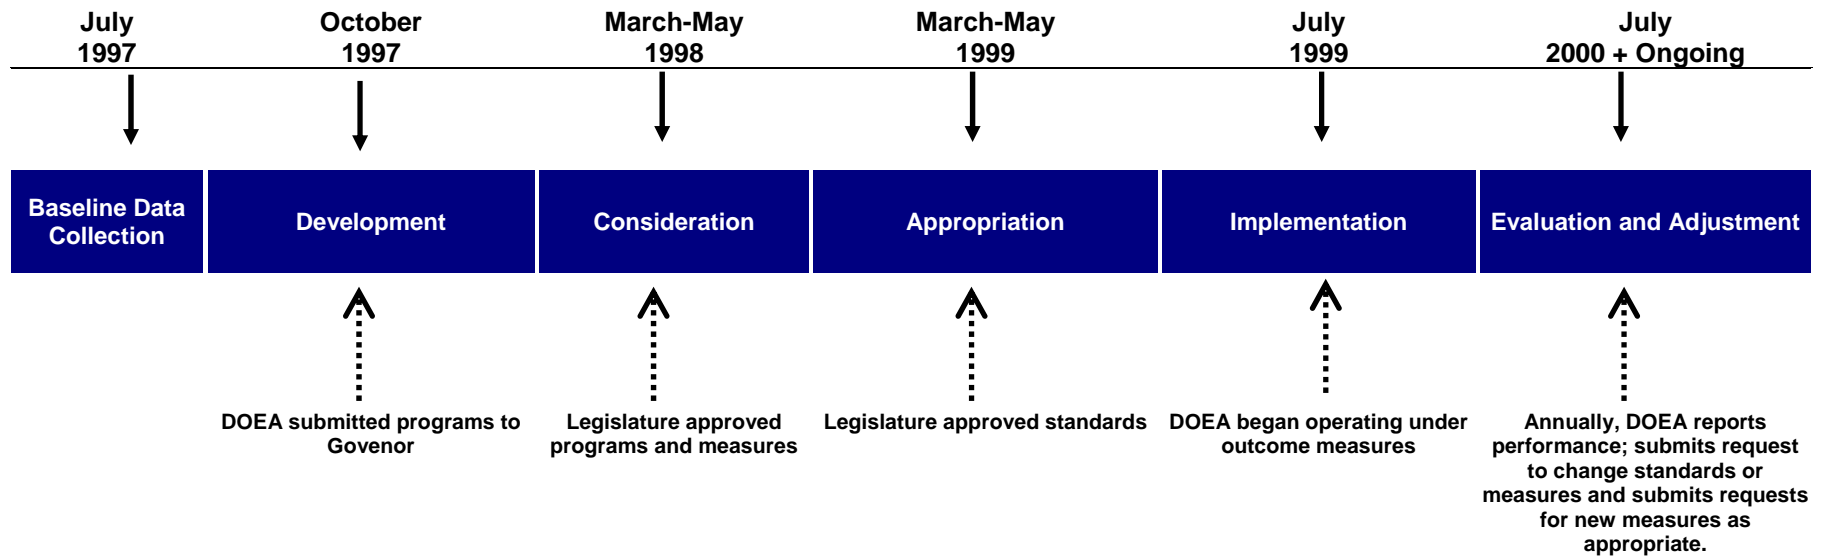 July
1997
October
1997
March-May
1998
March-May
1999
July
1999
July
2000 + Ongoing
Baseline Data
Collection
Development
Consideration
Appropriation
Implementation
Evaluation and Adjustment
DOEA submitted programs to
Govenor
Legislature approved
programs and measures
Legislature approved standards
DOEA began operating under
outcome measures
Annually, DOEA reports
performance; submits request
to change standards or
measures and submits requests
for new measures as
appropriate.